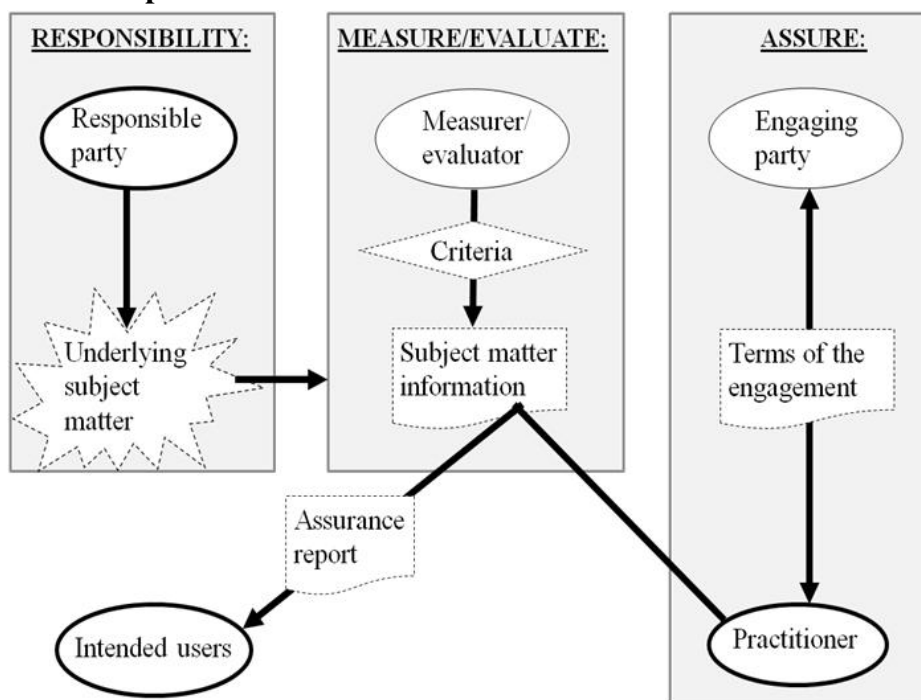 RESPONSIBILITY:
Responsible
party
Underlying
subject
matter
MEASURE/EVALUATE:
Measurer/
evaluator
Criteria
Subject matter
information
ASSURE:
Engaging
party
Terms of the
engagement
Assurance
report
Intended users
Practitioner